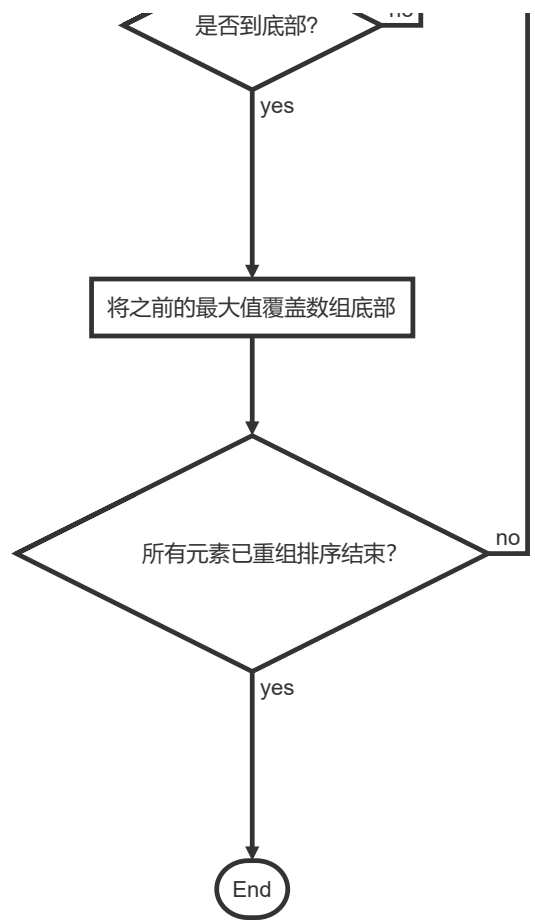 no
是否到底部?
yes
将之前的最大值覆盖数组底部
no
所有元素已重组排序结束?
yes
End